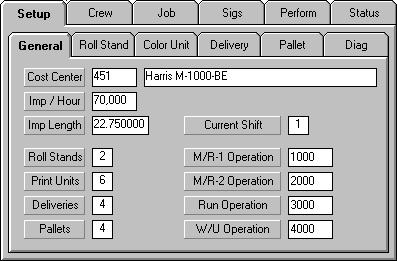 Setup Crew Job Sigs Perform Status
General Roll Stand Color Unit Delivery Pallet Diag
Cost Center 451 Harris M-1000-BE
Imp / Hour 70,000
Imp Length 22.750000 Current Shift 1
Roll Stands 2 M/R-1 Operation 1000
Print Units 6 M/R-2 Operation 2000
Deliveries 4 Run Operation 3000
Pallets 4 W/U Operation 4000